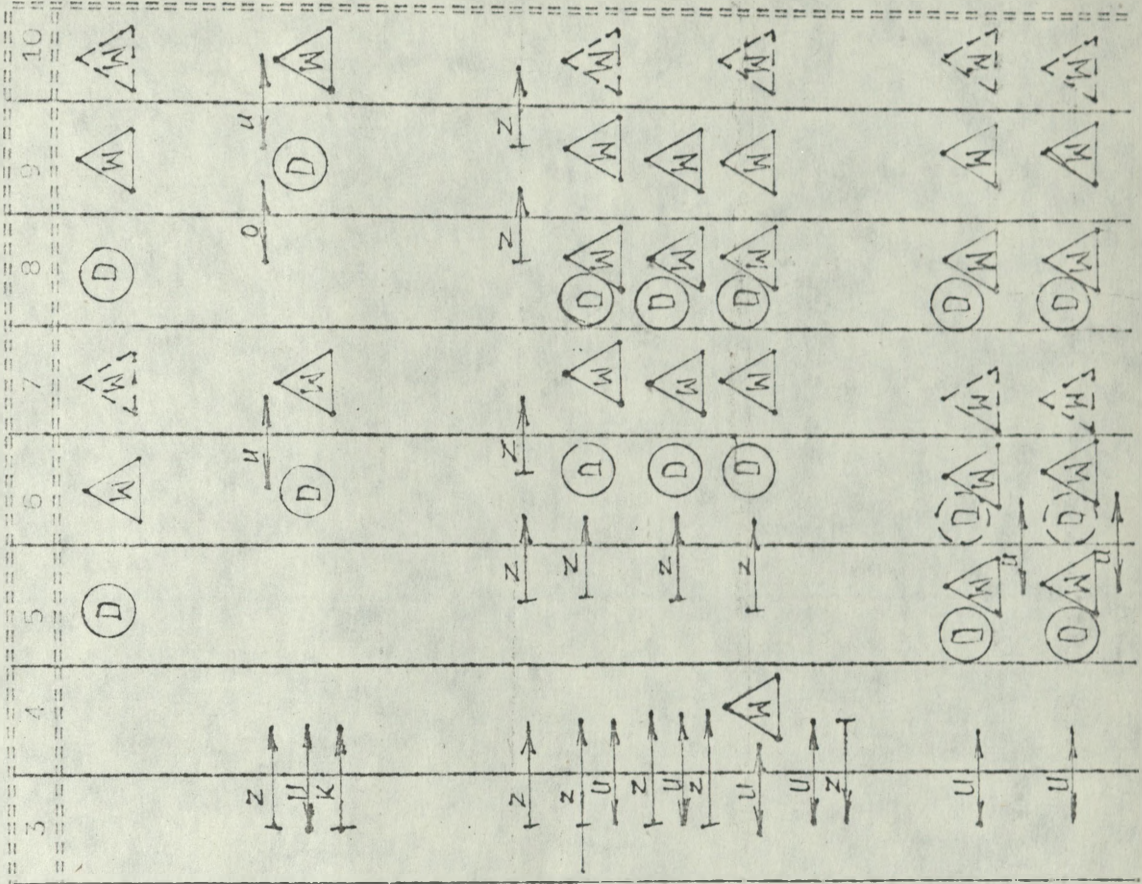 3 4 5 6 7 8 9 10
D M M D M M
Z u o u
U D M D M
K
Z Z Z Z Z
Z Z D M D M M M
U
Z Z D M D M M
U
Z
U M Z D M D M M M
U
Z
U D M D M M D M M M
u
U D M D M M D M M M
u